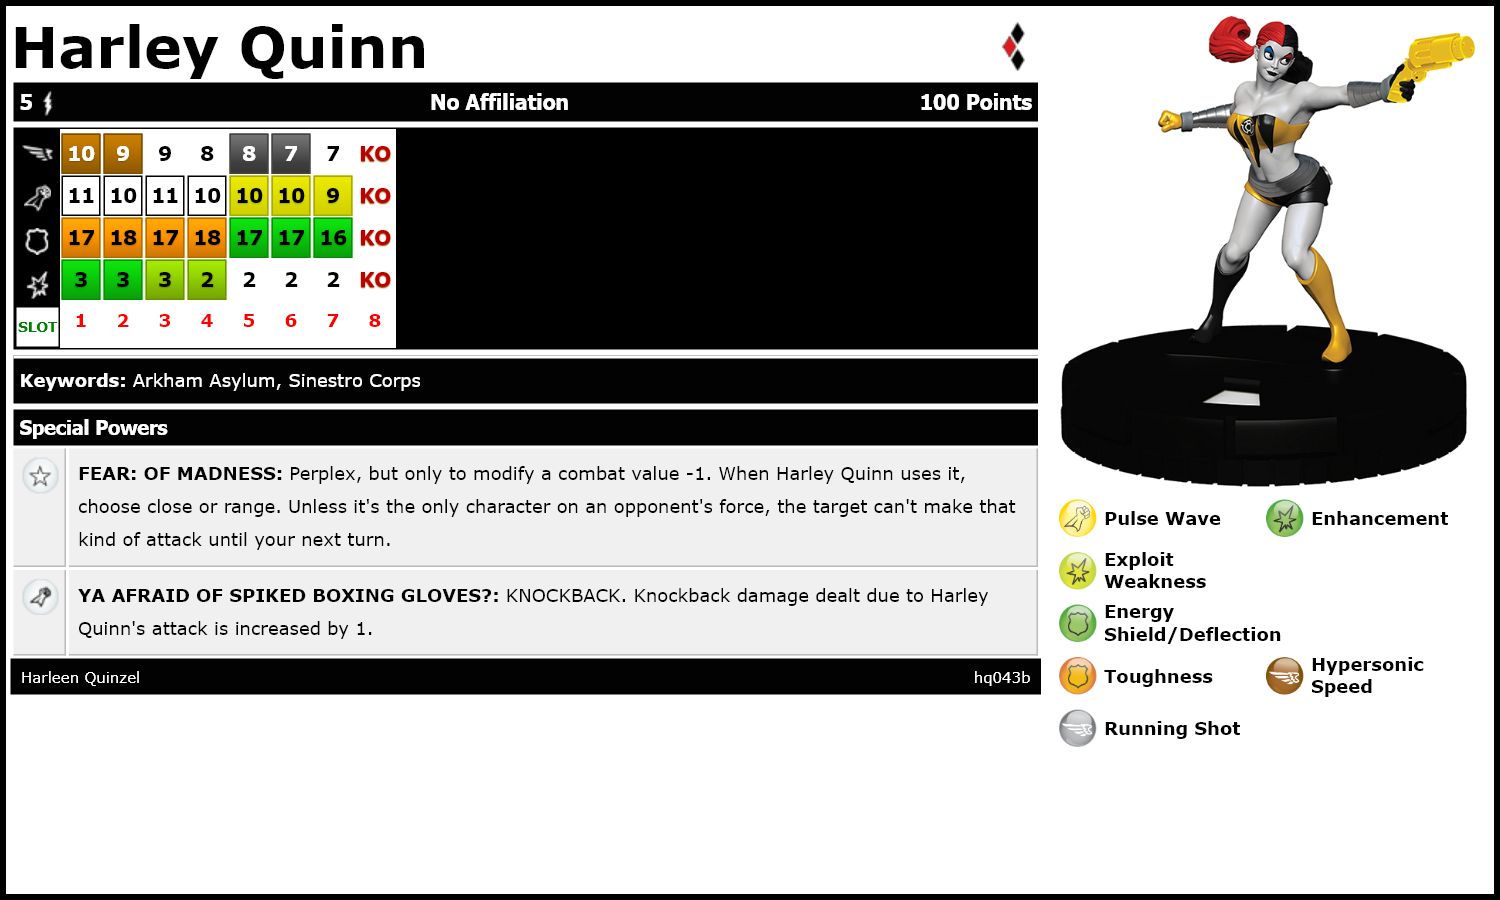 Harley Quinn
5 No Affiliation 100 Points
10 9 9 8 8 7 7 KO
11 10 11 10 10 10 9 KO
17 18 17 18 17 17 16 KO
3 3 3 2 2 2 2 KO
SLOT 1 2 3 4 5 6 7 8
Keywords: Arkham Asylum, Sinestro Corps
Special Powers
FEAR: OF MADNESS: Perplex, but only to modify a combat value -1. When Harley Quinn uses it,
choose close or range. Unless it's the only character on an opponent's force, the target can't make that
kind of attack until your next turn.
YA AFRAID OF SPIKED BOXING GLOVES?: KNOCKBACK. Knockback damage dealt due to Harley
Quinn's attack is increased by 1.
Harleen Quinzel hq043b
Pulse Wave Enhancement
Exploit
Weakness
Energy
Shield/Deflection
Toughness Hypersonic
Speed
Running Shot